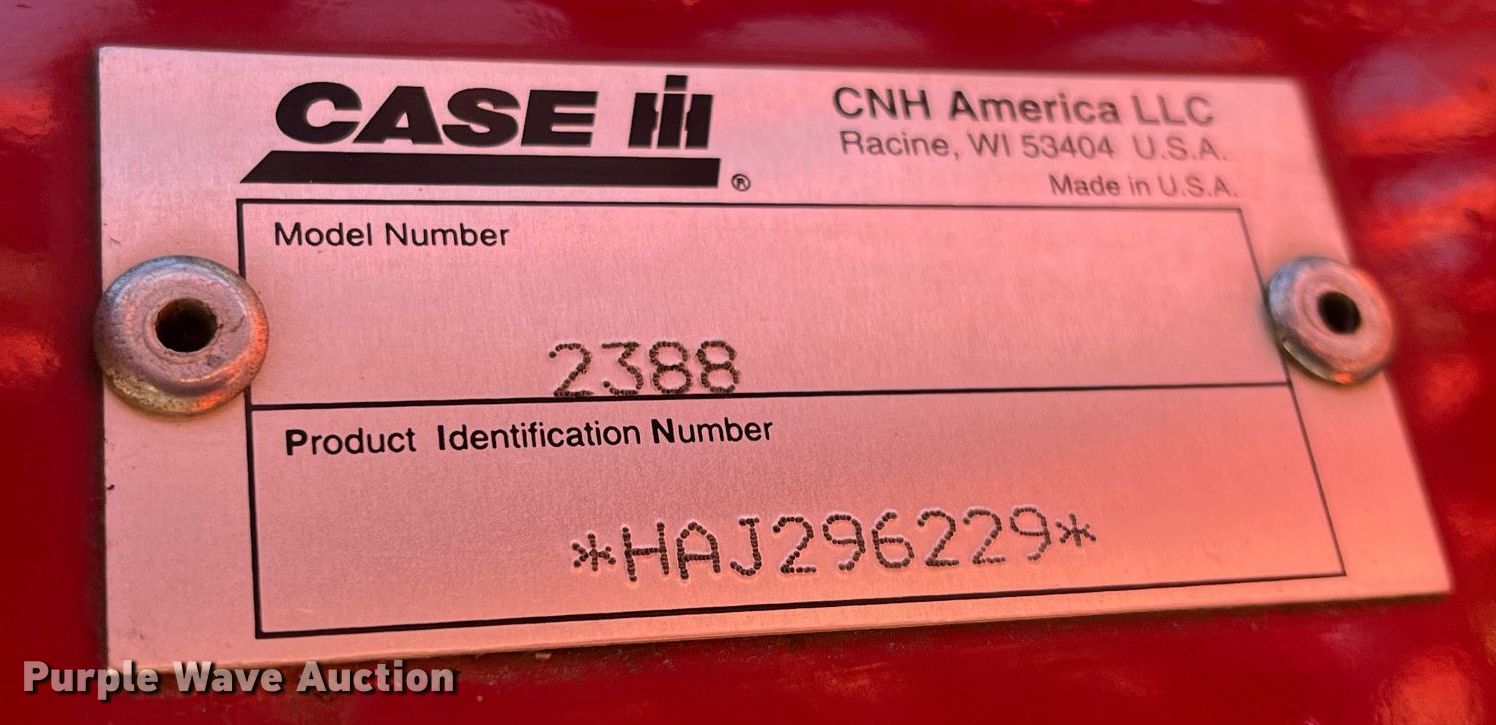 CASE IH ®
CNH America LLC
Racine, WI 53404 U.S.A.
Made in U.S.A.
Model Number
2388
Product Identification Number
*HAJ296229*
Purple Wave Auction